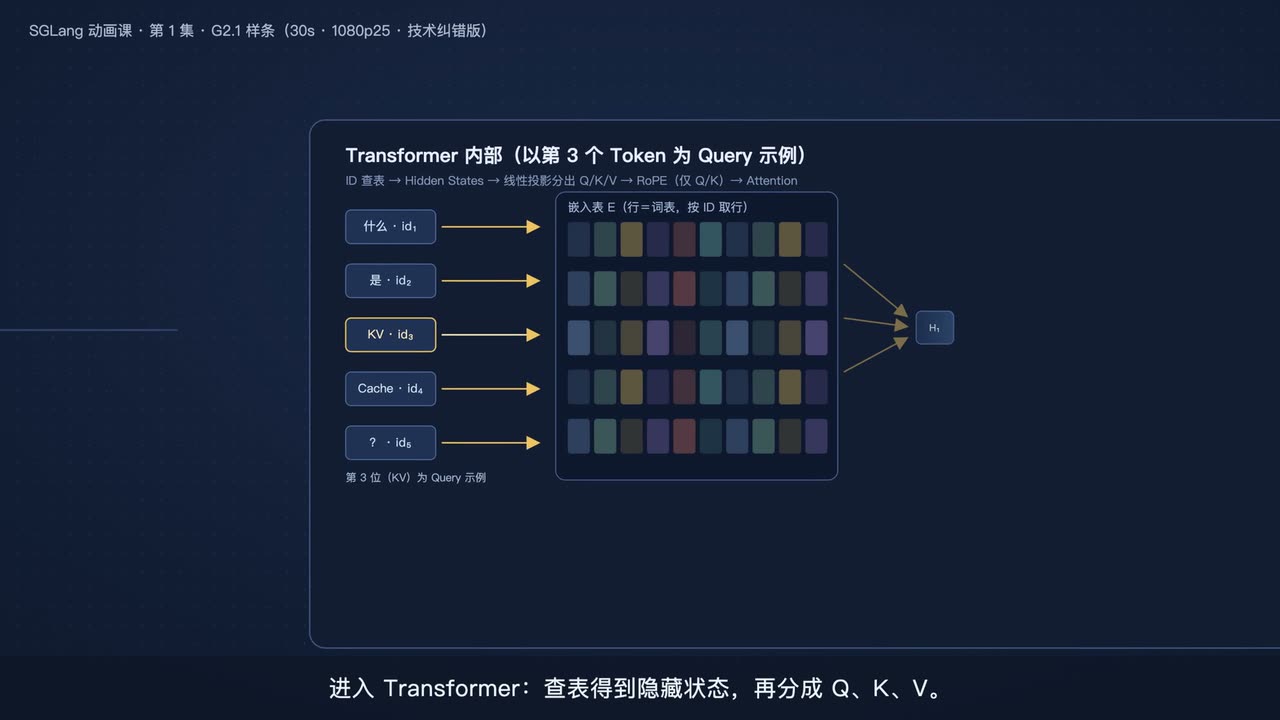 SGLang 动画课 · 第 1 集 · G2.1 样条（30s · 1080p25 · 技术纠错版）
Transformer 内部（以第 3 个 Token 为 Query 示例）
ID 查表 → Hidden States → 线性投影分出 Q/K/V → RoPE（仅 Q/K）→ Attention
嵌入表 E（行＝词表，按 ID 取行）
什么 · id₁
是 · id₂
KV · id₃
Cache · id₄
？ · id₅
H₁
第 3 位（KV）为 Query 示例
进入 Transformer：查表得到隐藏状态，再分成 Q、K、V。